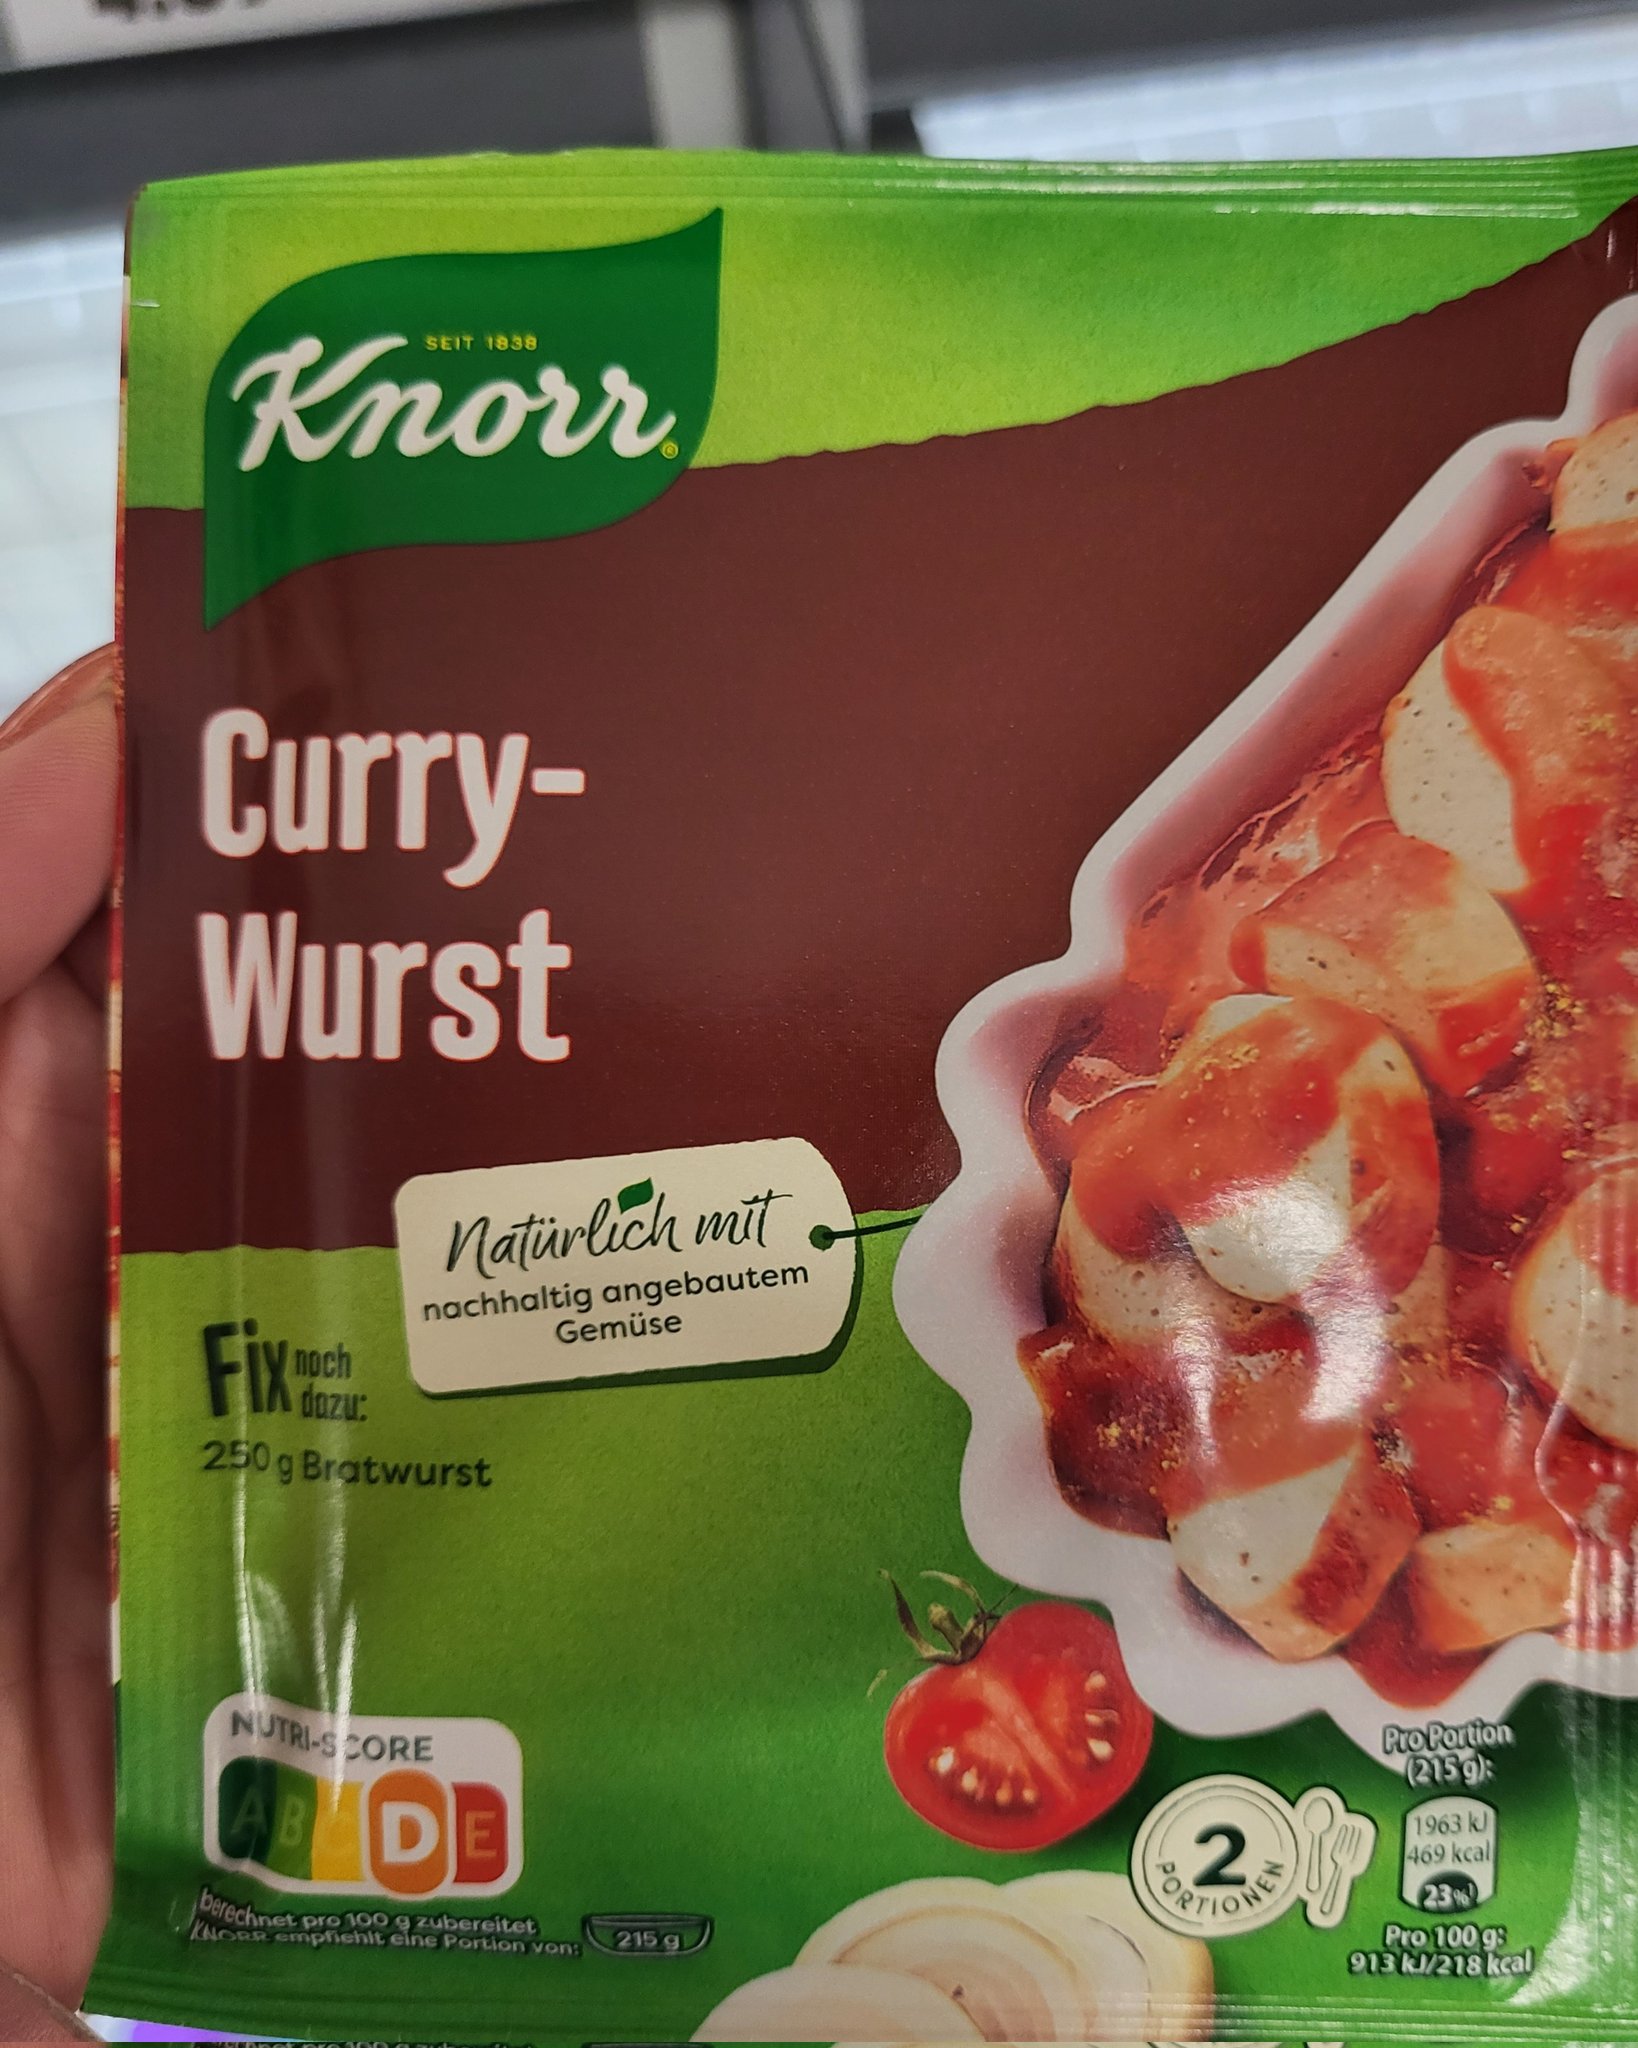 SEIT 1838
Knorr®
Curry-
Wurst
Natürlich mit
nachhaltig angebautem
Gemüse
Fix noch
dazu:
250 g Bratwurst
NUTRI-SCORE
A B C D E
berechnet pro 100 g zubereitet
KNORR empfiehlt eine Portion von: 215 g
2
PORTIONEN
Pro Portion
(215 g):
1963 kJ
469 kcal
23%¹⁾
Pro 100 g:
913 kJ/218 kcal